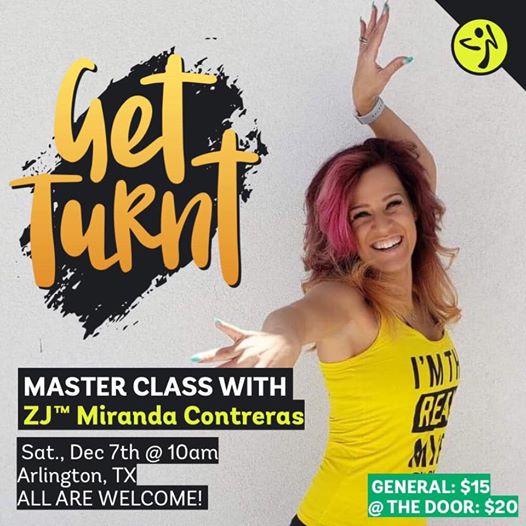 Get
Turnt
MASTER CLASS WITH
ZJ™ Miranda Contreras
Sat., Dec 7th @ 10am
Arlington, TX
ALL ARE WELCOME!
I'M TH
REA
MY
GENERAL: $15
@ THE DOOR: $20